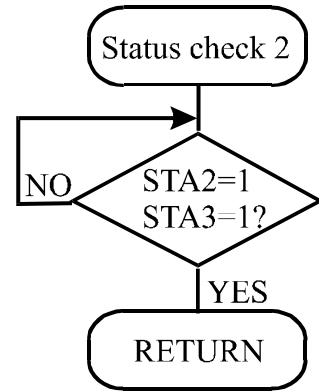 Status check 2
STA2=1
STA3=1?
NO
YES
RETURN